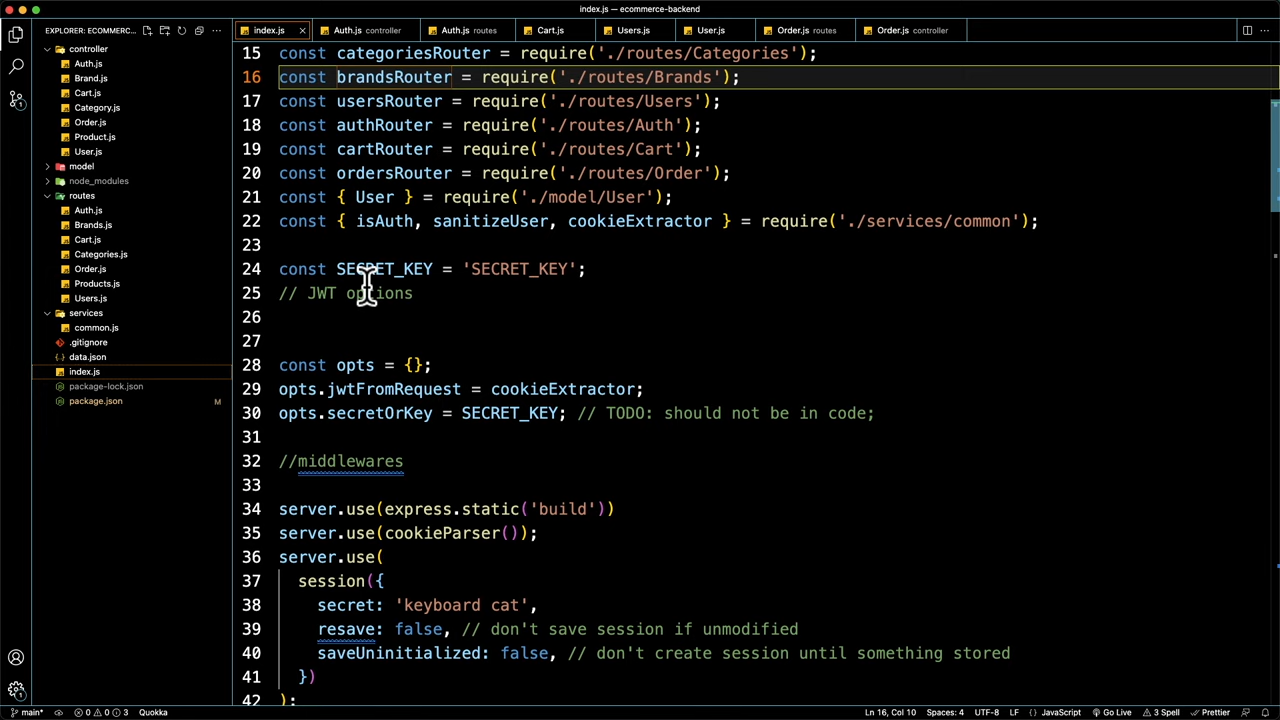 index.js — ecommerce-backend
EXPLORER: ECOMMERC...
index.js
Auth.js controller
Auth.js routes
Cart.js
Users.js
User.js
Order.js routes
Order.js controller
controller
Auth.js
Brand.js
Cart.js
Category.js
Order.js
Product.js
User.js
model
node_modules
routes
Auth.js
Brands.js
Cart.js
Categories.js
Order.js
Products.js
Users.js
services
common.js
.gitignore
data.json
index.js
package-lock.json
package.json M
15 const categoriesRouter = require('./routes/Categories');
16 const brandsRouter = require('./routes/Brands');
17 const usersRouter = require('./routes/Users');
18 const authRouter = require('./routes/Auth');
19 const cartRouter = require('./routes/Cart');
20 const ordersRouter = require('./routes/Order');
21 const { User } = require('./model/User');
22 const { isAuth, sanitizeUser, cookieExtractor } = require('./services/common');
23
24 const SECRET_KEY = 'SECRET_KEY';
25 // JWT options
26
27
28 const opts = {};
29 opts.jwtFromRequest = cookieExtractor;
30 opts.secretOrKey = SECRET_KEY; // TODO: should not be in code;
31
32 //middlewares
33
34 server.use(express.static('build'))
35 server.use(cookieParser());
36 server.use(
37 session({
38 secret: 'keyboard cat',
39 resave: false, // don't save session if unmodified
40 saveUninitialized: false, // don't create session until something stored
41 })
42 );
main* 0 0 3 Quokka
Ln 16, Col 10 Spaces: 4 UTF-8 LF {} JavaScript Go Live 3 Spell Prettier